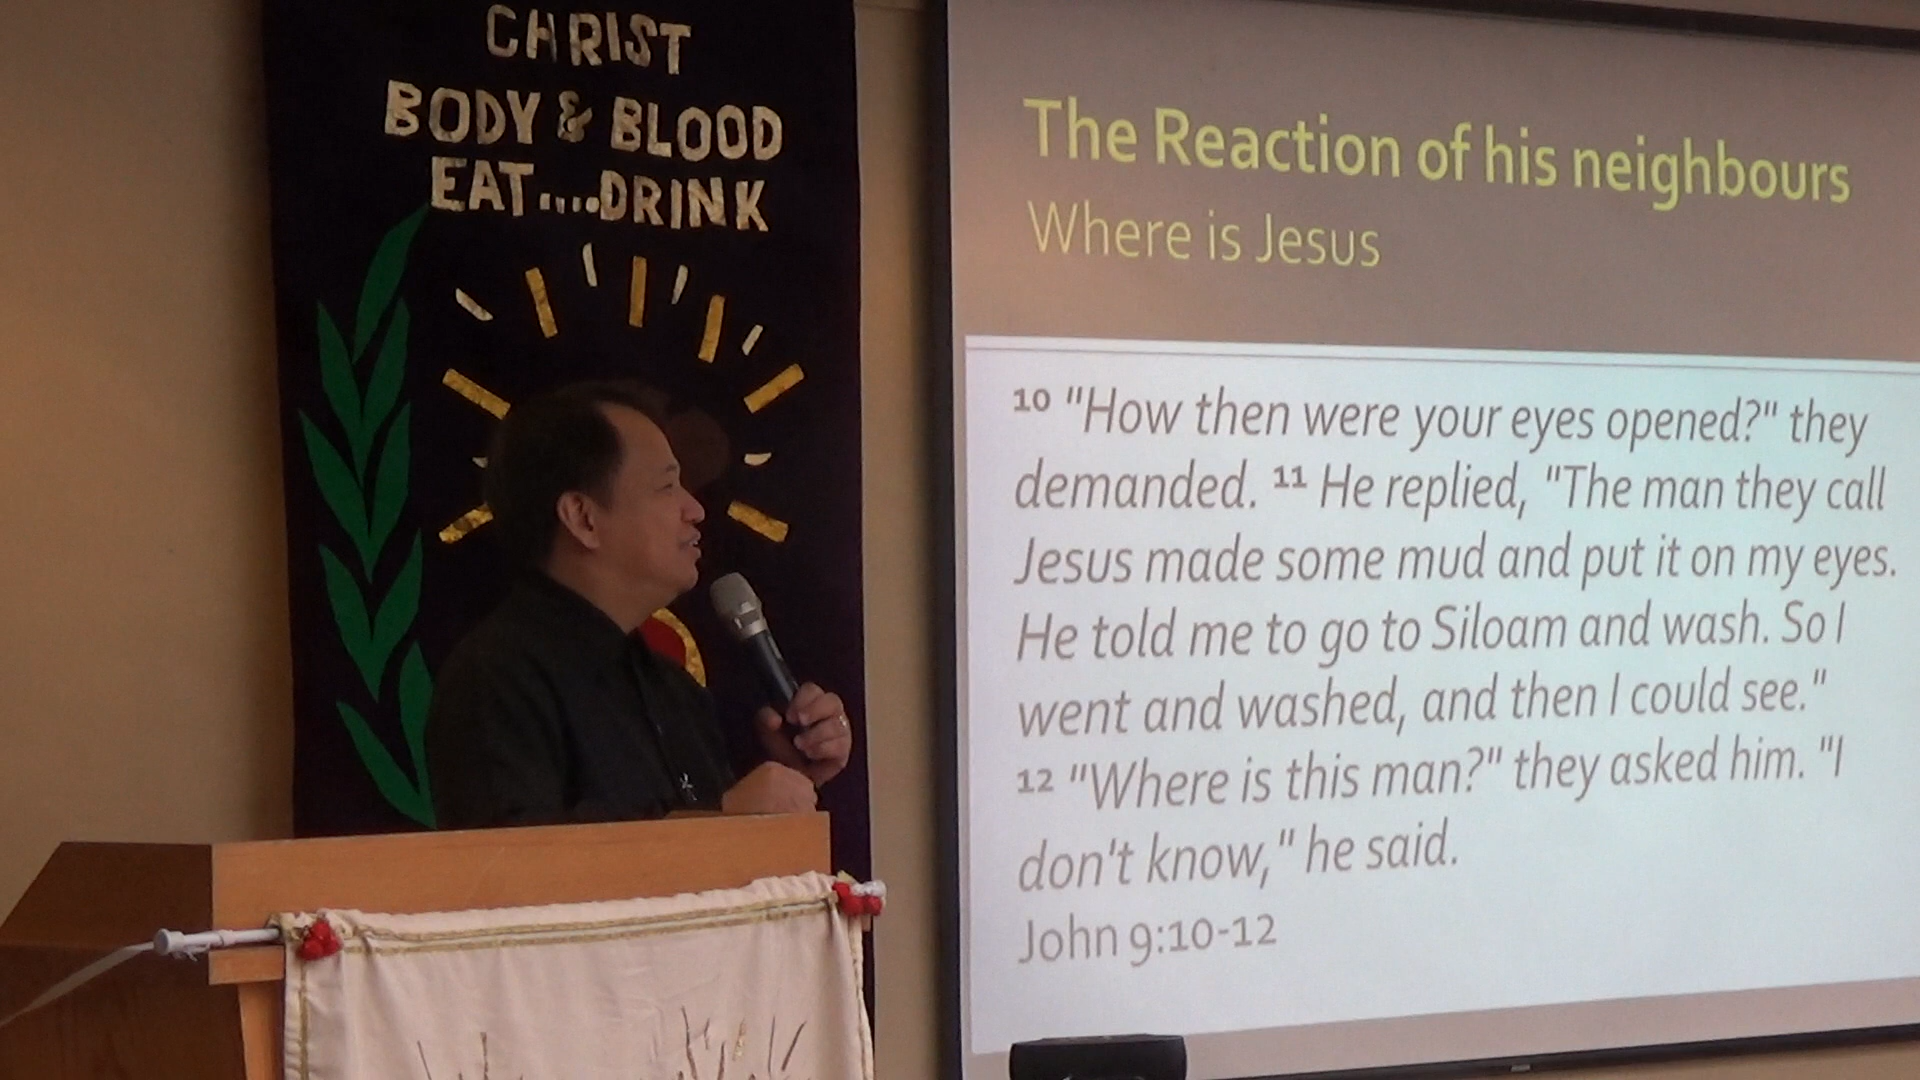 CHRIST
BODY & BLOOD
EAT....DRINK
The Reaction of his neighbours
Where is Jesus
10 "How then were your eyes opened?" they
demanded. 11 He replied, "The man they call
Jesus made some mud and put it on my eyes.
He told me to go to Siloam and wash. So I
went and washed, and then I could see."
12 "Where is this man?" they asked him. "I
don't know," he said.
John 9:10-12